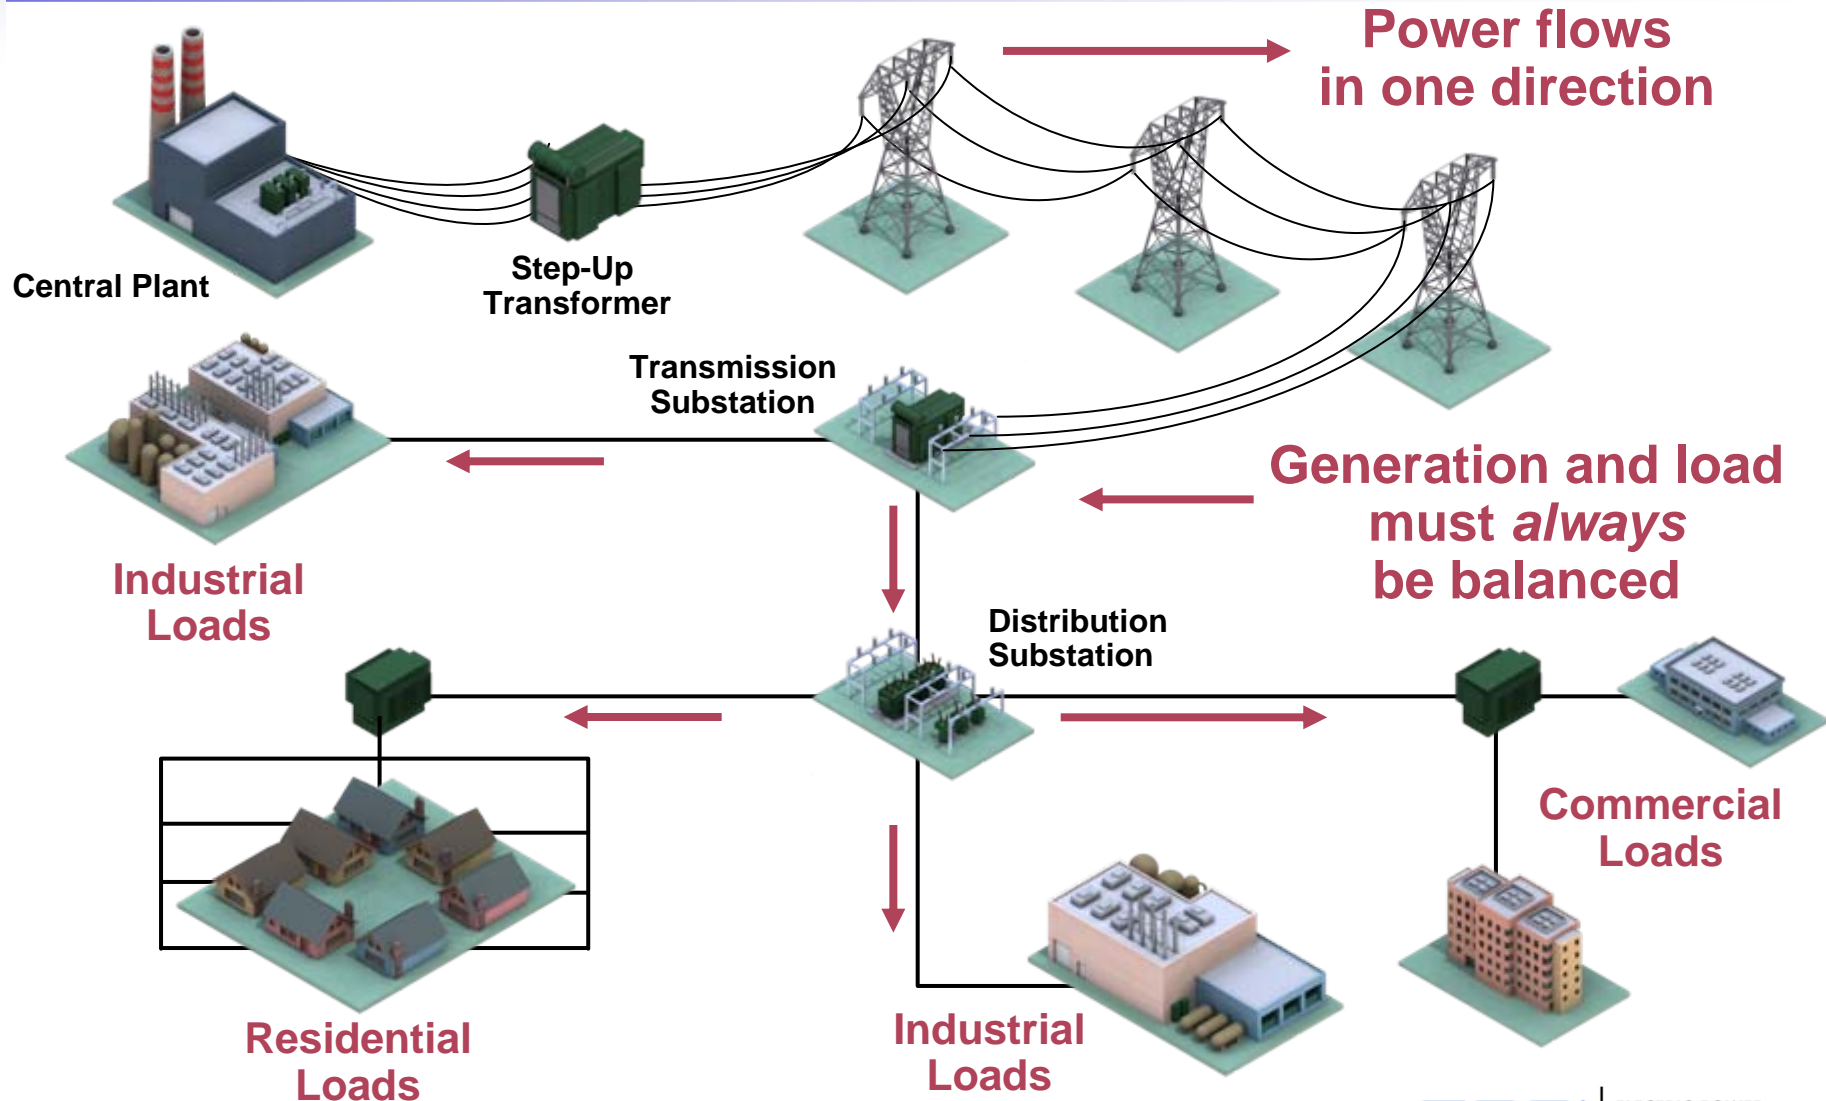 Power flows
in one direction
Central Plant
Step-Up
Transformer
Transmission
Substation
Generation and load
must always
be balanced
Industrial
Loads
Distribution
Substation
Commercial
Loads
Residential
Loads
Industrial
Loads